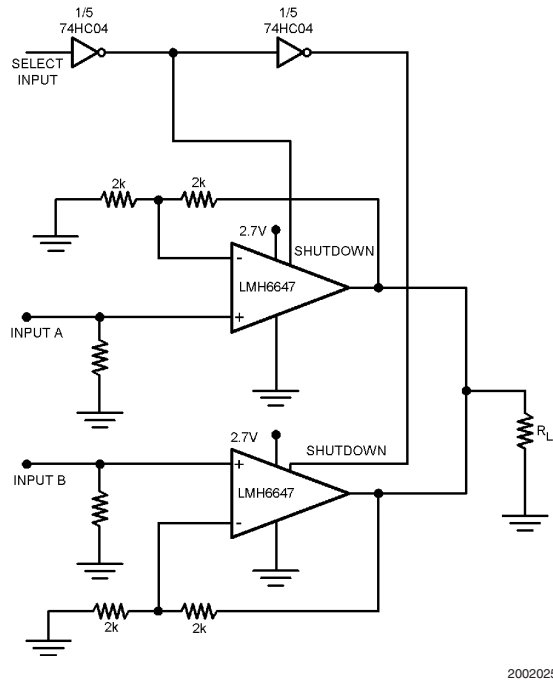 1/5
74HC04
1/5
74HC04
SELECT
INPUT
2k
2k
2.7V
SHUTDOWN
-
LMH6647
+
INPUT A
2.7V
SHUTDOWN
+
LMH6647
-
INPUT B
RL
2k
2k
2002025